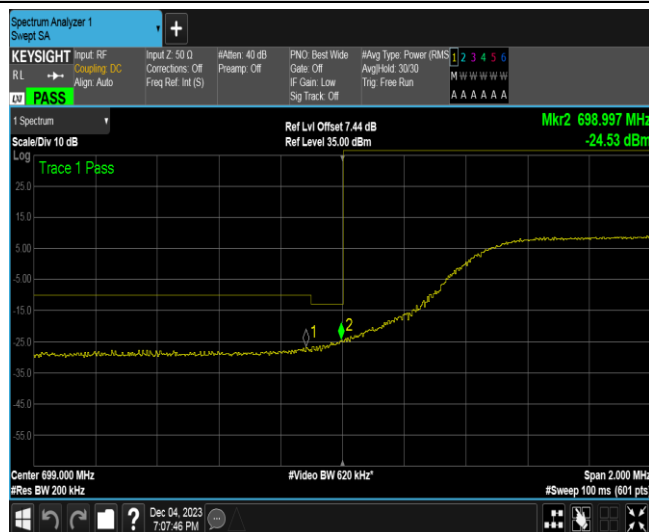 Spectrum Analyzer 1
Swept SA
KEYSIGHT
RL
LXI PASS
Input: RF
Coupling: DC
Align: Auto
Input Z: 50 Ω
Corrections: Off
Freq Ref: Int (S)
#Atten: 40 dB
Preamp: Off
PNO: Best Wide
Gate: Off
IF Gain: Low
Sig Track: Off
#Avg Type: Power (RMS
Avg|Hold: 30/30
Trig: Free Run
1 2 3 4 5 6
M W W W W W
A A A A A A
1 Spectrum
Scale/Div 10 dB
Ref Lvl Offset 7.44 dB
Ref Level 35.00 dBm
Mkr2 698.997 MHz
-24.53 dBm
Log
Trace 1 Pass
25.0
15.0
5.00
-5.00
-15.0
-25.0
-35.0
-45.0
-55.0
1
2
Center 699.000 MHz
#Res BW 200 kHz
#Video BW 620 kHz*
Span 2.000 MHz
#Sweep 100 ms (601 pts)
?
Dec 04, 2023
7:07:46 PM